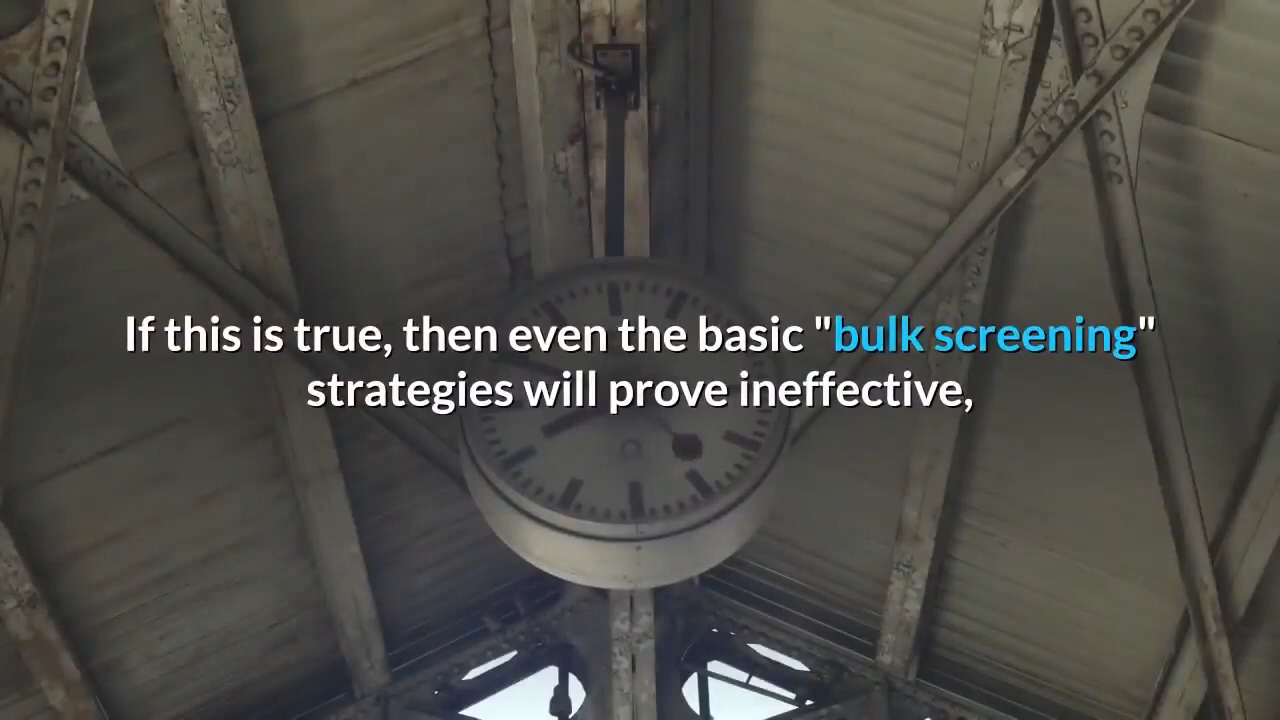 If this is true, then even the basic "bulk screening"
strategies will prove ineffective,